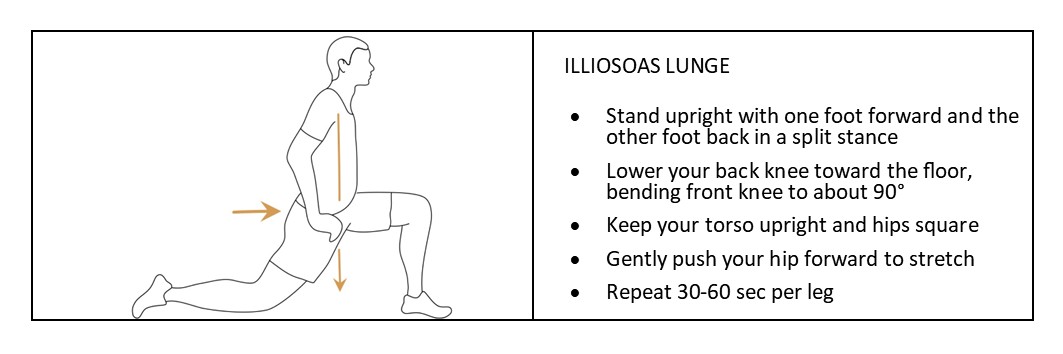 ILLIOSOAS LUNGE
• Stand upright with one foot forward and the
other foot back in a split stance
• Lower your back knee toward the floor,
bending front knee to about 90°
• Keep your torso upright and hips square
• Gently push your hip forward to stretch
• Repeat 30-60 sec per leg